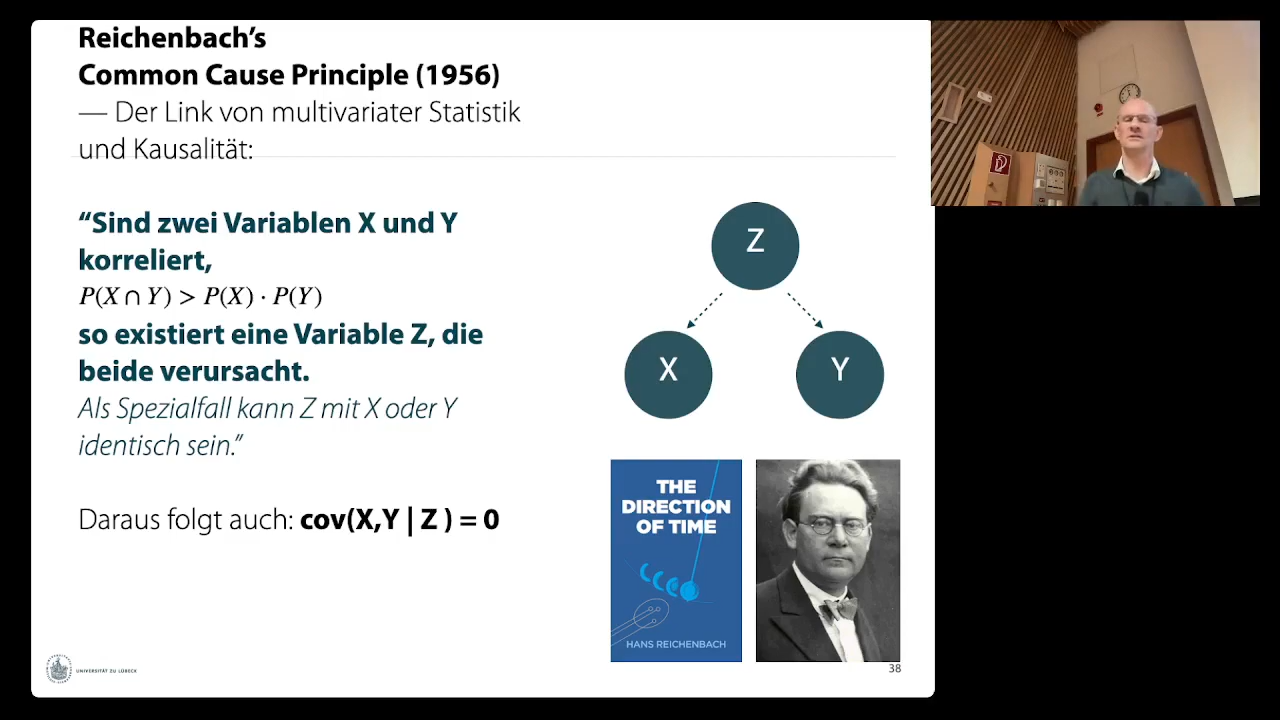 Reichenbach’s
Common Cause Principle (1956)
— Der Link von multivariater Statistik
und Kausalität:
“Sind zwei Variablen X und Y
korreliert,
P(X ∩ Y) > P(X) · P(Y)
so existiert eine Variable Z, die
beide verursacht.
Als Spezialfall kann Z mit X oder Y
identisch sein.”
Daraus folgt auch: cov(X,Y | Z ) = 0
Z
X
Y
THE
DIRECTION
OF TIME
HANS REICHENBACH
38
UNIVERSITÄT ZU LÜBECK